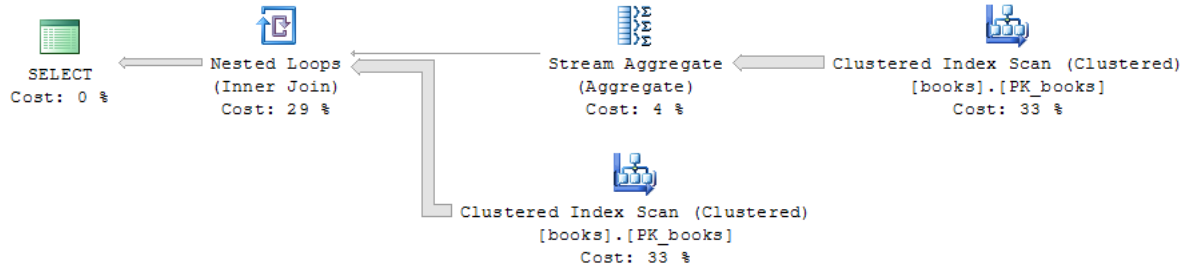 SELECT
Cost: 0 %
Nested Loops
(Inner Join)
Cost: 29 %
Stream Aggregate
(Aggregate)
Cost: 4 %
Clustered Index Scan (Clustered)
[books].[PK_books]
Cost: 33 %
Clustered Index Scan (Clustered)
[books].[PK_books]
Cost: 33 %